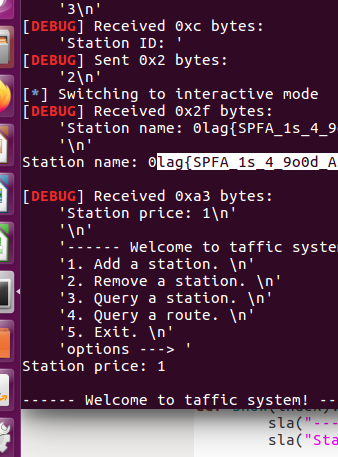 '3\n'
[DEBUG] Received 0xc bytes:
'Station ID: '
[DEBUG] Sent 0x2 bytes:
'2\n'
[*] Switching to interactive mode
[DEBUG] Received 0x2f bytes:
'Station name: 0lag{SPFA_1s_4_9o
'\n'
Station name: 0lag{SPFA_1s_4_9o0d_A
[DEBUG] Received 0xa3 bytes:
'Station price: 1\n'
'\n'
'------ Welcome to taffic system
'1. Add a station. \n'
'2. Remove a station. \n'
'3. Query a station. \n'
'4. Query a route. \n'
'5. Exit. \n'
'options ---> '
Station price: 1
------ Welcome to taffic system! --
sla("---
sla("Sta